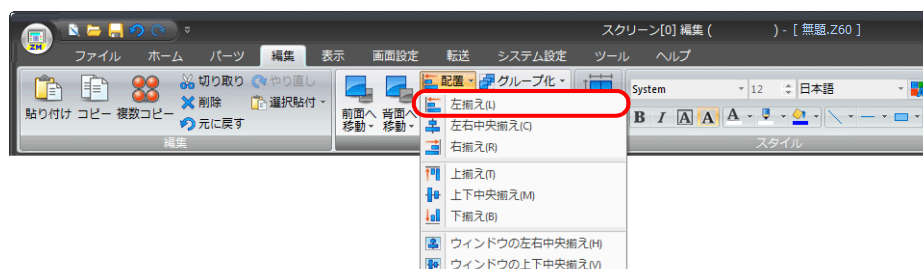 スクリーン[0] 編集 ( ) - [ 無題.Z60 ]
ZM
ファイル ホーム パーツ 編集 表示 画面設定 転送 システム設定 ツール ヘルプ
切り取り やり直し 配置 グループ化
貼り付け コピー 複数コピー 削除 選択貼付 前面へ移動 背面へ移動 System 12 日本語
元に戻す B I A A A
編集 スタイル
左揃え(L)
左右中央揃え(C)
右揃え(R)
上揃え(T)
上下中央揃え(M)
下揃え(B)
ウィンドウの左右中央揃え(H)
ウィンドウの上下中央揃え(V)